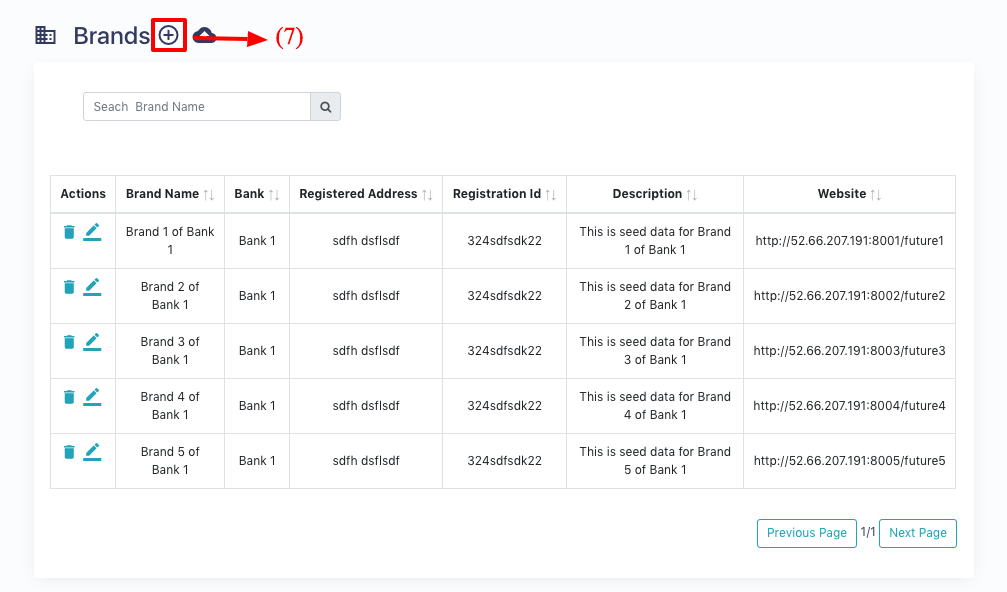 Brands (7)
Seach Brand Name
Actions Brand Name Bank Registered Address Registration Id Description Website
Brand 1 of Bank
1 Bank 1 sdfh dsflsdf 324sdfsdk22 This is seed data for Brand
1 of Bank 1 http://52.66.207.191:8001/future1
Brand 2 of
Bank 1 Bank 1 sdfh dsflsdf 324sdfsdk22 This is seed data for Brand
2 of Bank 1 http://52.66.207.191:8002/future2
Brand 3 of
Bank 1 Bank 1 sdfh dsflsdf 324sdfsdk22 This is seed data for Brand
3 of Bank 1 http://52.66.207.191:8003/future3
Brand 4 of
Bank 1 Bank 1 sdfh dsflsdf 324sdfsdk22 This is seed data for Brand
4 of Bank 1 http://52.66.207.191:8004/future4
Brand 5 of
Bank 1 Bank 1 sdfh dsflsdf 324sdfsdk22 This is seed data for Brand
5 of Bank 1 http://52.66.207.191:8005/future5
Previous Page 1/1 Next Page